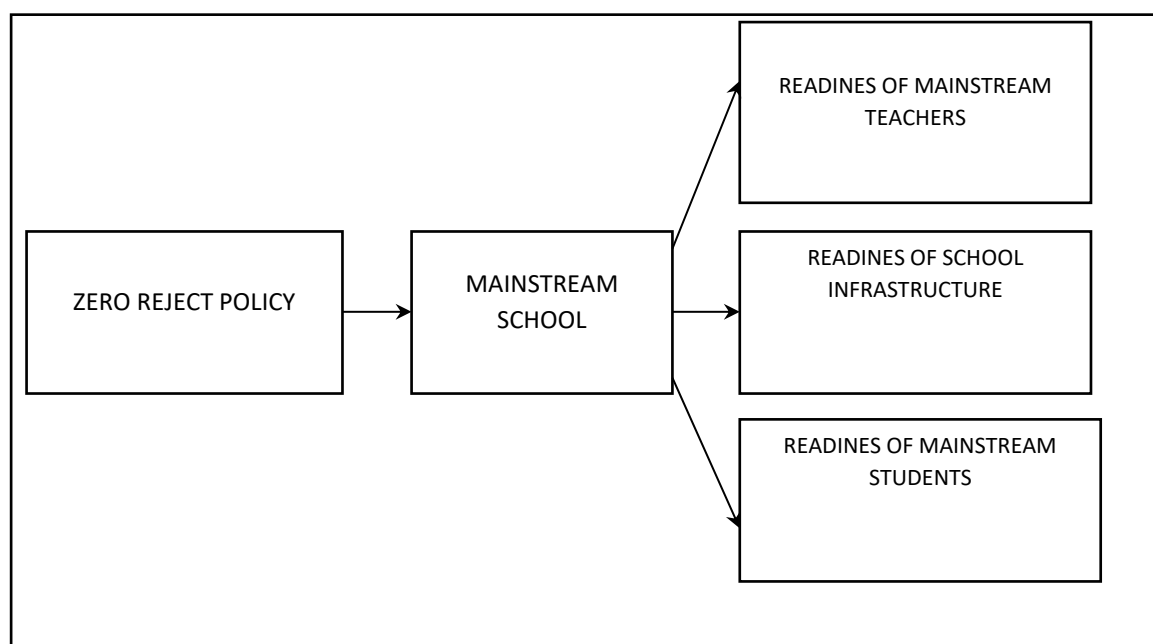 ZERO REJECT POLICY
MAINSTREAM
SCHOOL
READINES OF MAINSTREAM
TEACHERS
READINES OF SCHOOL
INFRASTRUCTURE
READINES OF MAINSTREAM
STUDENTS